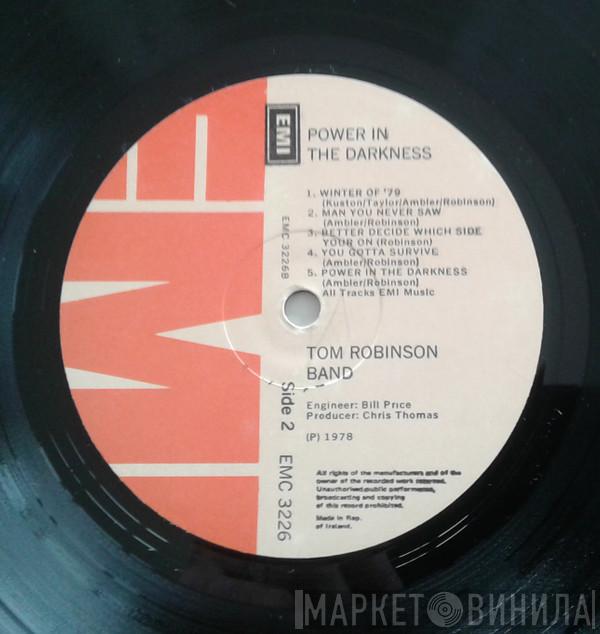 EMI
EMI
POWER IN
THE DARKNESS
1. WINTER OF '79
(Kuston/Taylor/Ambler/Robinson)
2. MAN YOU NEVER SAW
(Ambler/Robinson)
3. BETTER DECIDE WHICH SIDE
YOUR ON (Robinson)
4. YOU GOTTA SURVIVE
(Ambler/Robinson)
5. POWER IN THE DARKNESS
(Ambler/Robinson)
All Tracks EMI Music
EMC 3226B
TOM ROBINSON
BAND
Engineer: Bill Price
Producer: Chris Thomas
(P) 1978
Side 2 EMC 3226
All rights of the manufacturers and of the
owner of the recorded work reserved.
Unauthorised public performance,
broadcasting and copying
of this record prohibited.
Made in Rep.
of Ireland.
МАРКЕТ ВИНИЛА